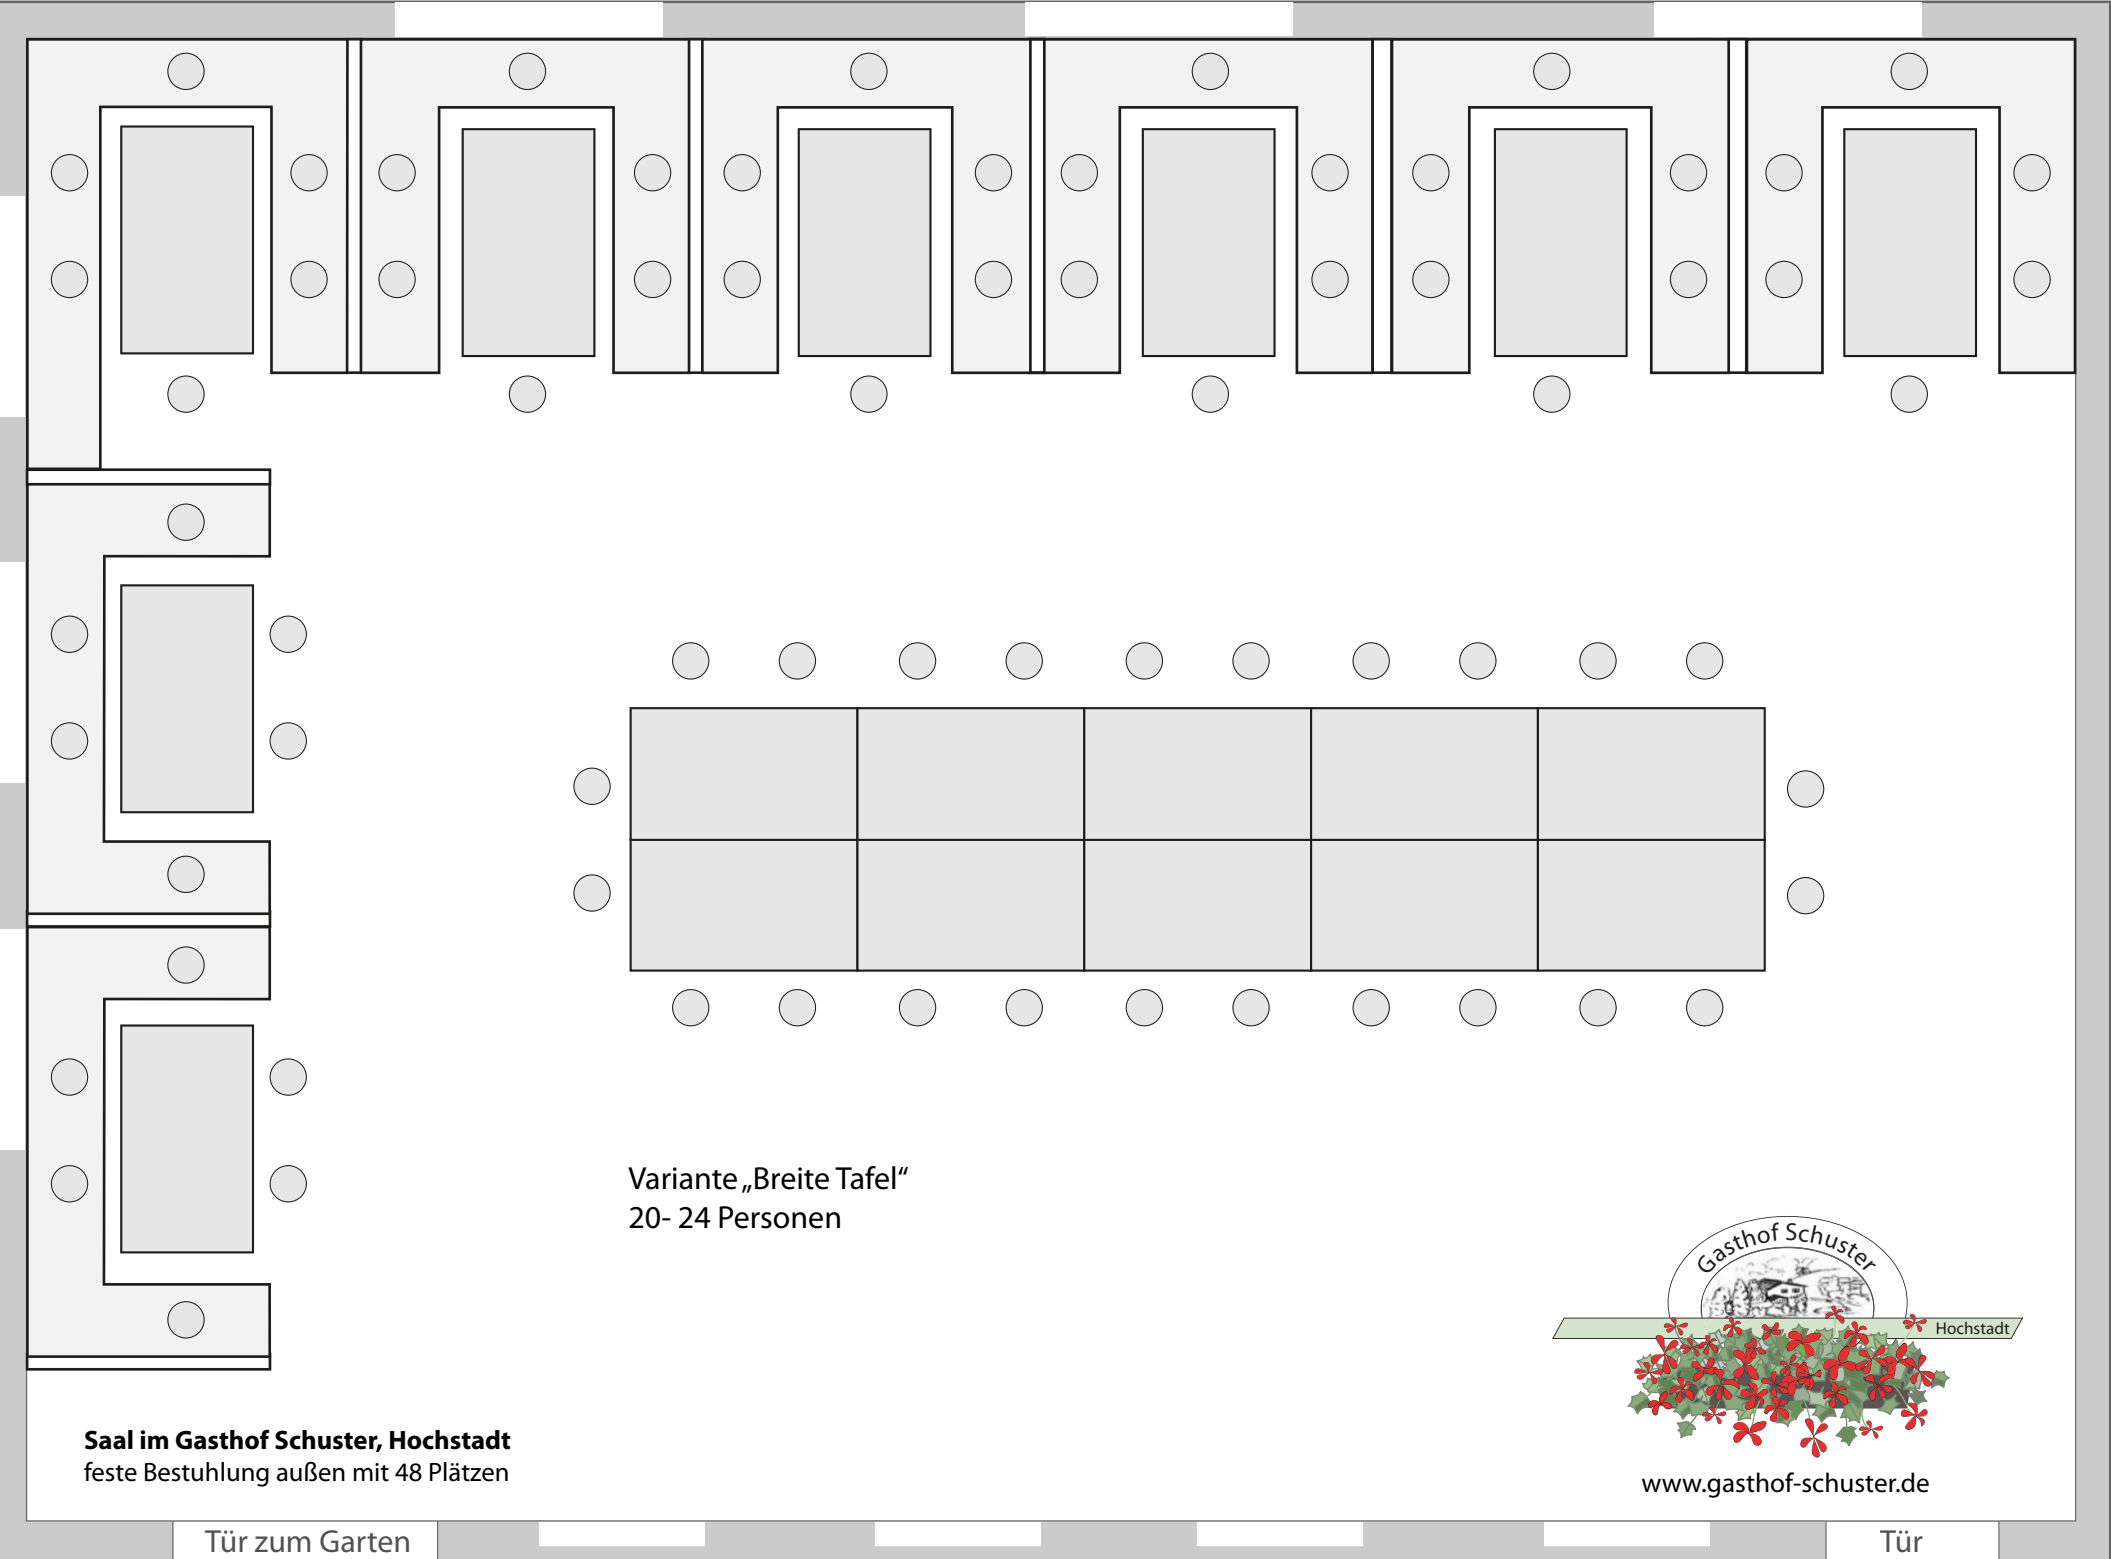 Variante „Breite Tafel“
20- 24 Personen
Gasthof Schuster
Hochstadt
www.gasthof-schuster.de
Saal im Gasthof Schuster, Hochstadt
feste Bestuhlung außen mit 48 Plätzen
Tür zum Garten
Tür